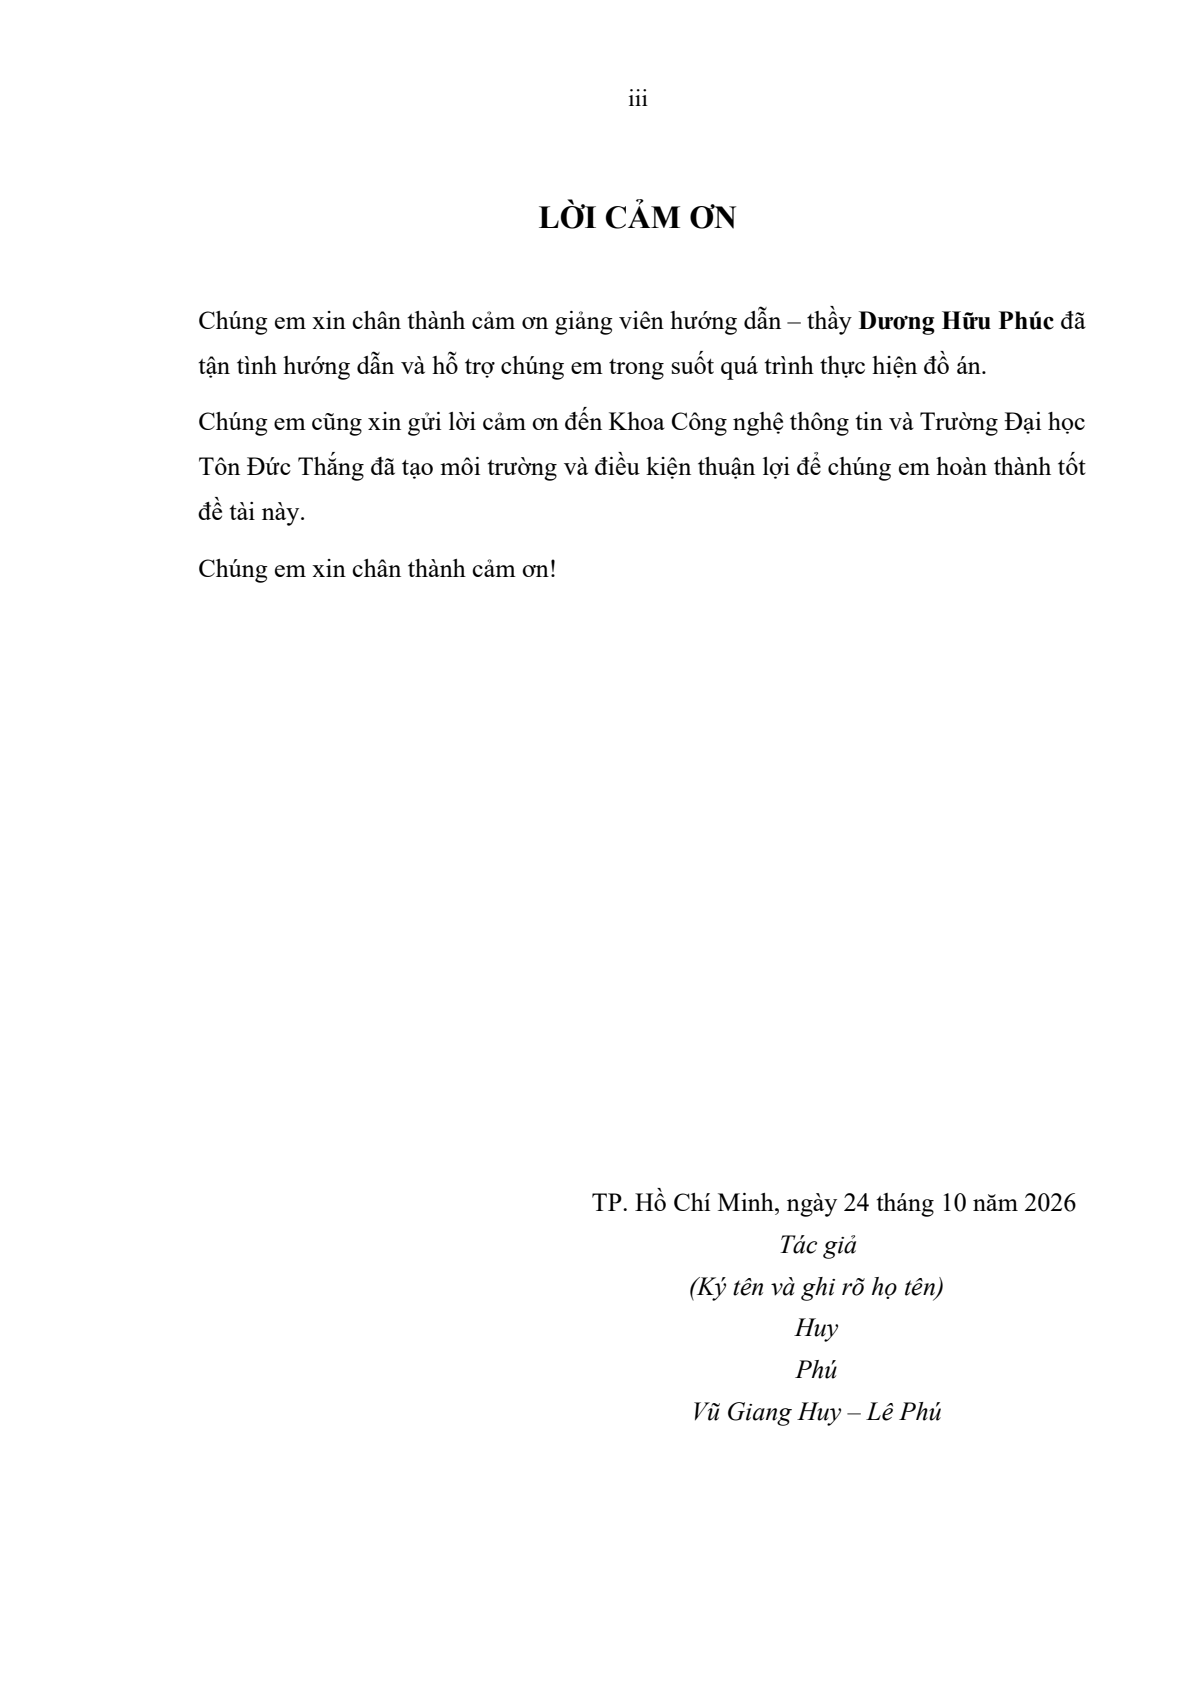 iii
LỜI CẢM ƠN
Chúng em xin chân thành cảm ơn giảng viên hướng dẫn – thầy Dương Hữu Phúc đã
tận tình hướng dẫn và hỗ trợ chúng em trong suốt quá trình thực hiện đồ án.
Chúng em cũng xin gửi lời cảm ơn đến Khoa Công nghệ thông tin và Trường Đại học
Tôn Đức Thắng đã tạo môi trường và điều kiện thuận lợi để chúng em hoàn thành tốt
đề tài này.
Chúng em xin chân thành cảm ơn!
TP. Hồ Chí Minh, ngày 24 tháng 10 năm 2026
Tác giả
(Ký tên và ghi rõ họ tên)
Huy
Phú
Vũ Giang Huy – Lê Phú